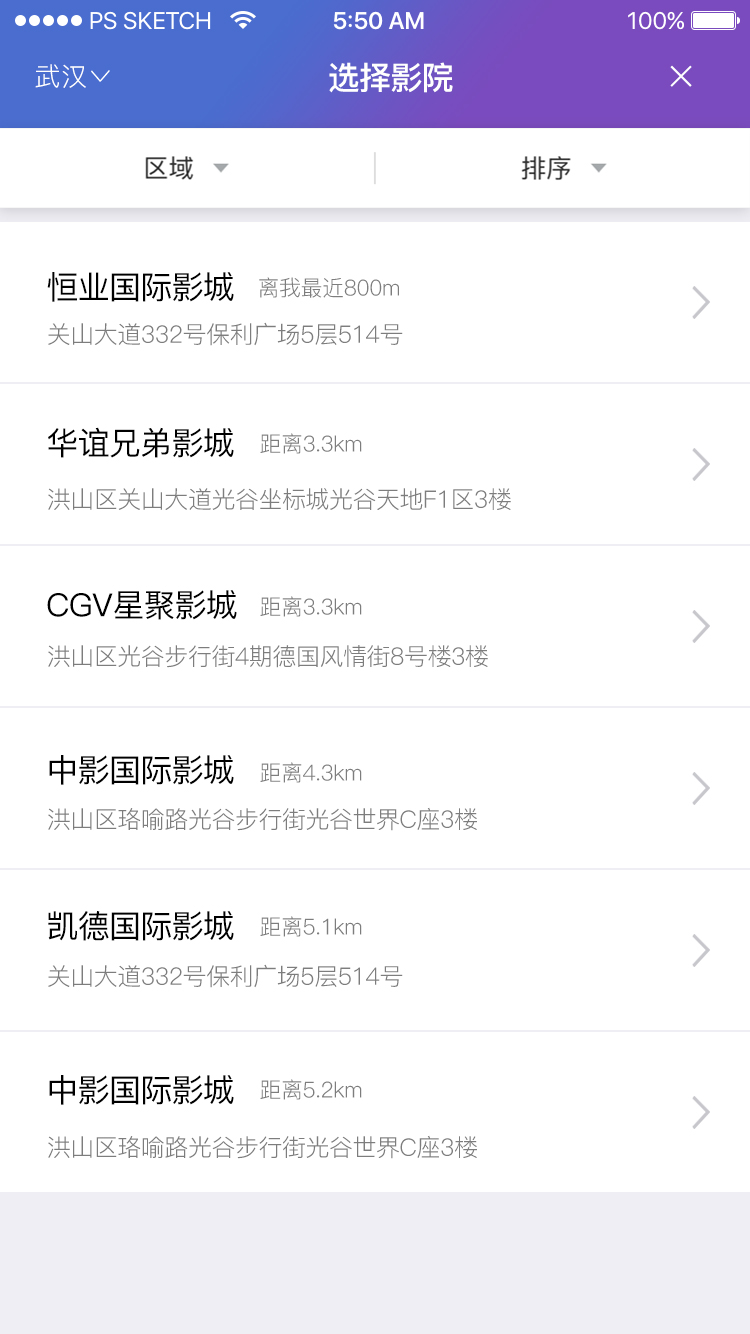 PS SKETCH 5:50 AM 100%
武汉 选择影院
区域 排序
恒业国际影城 离我最近800m
关山大道332号保利广场5层514号
华谊兄弟影城 距离3.3km
洪山区关山大道光谷坐标城光谷天地F1区3楼
CGV星聚影城 距离3.3km
洪山区光谷步行街4期德国风情街8号楼3楼
中影国际影城 距离4.3km
洪山区珞喻路光谷步行街光谷世界C座3楼
凯德国际影城 距离5.1km
关山大道332号保利广场5层514号
中影国际影城 距离5.2km
洪山区珞喻路光谷步行街光谷世界C座3楼